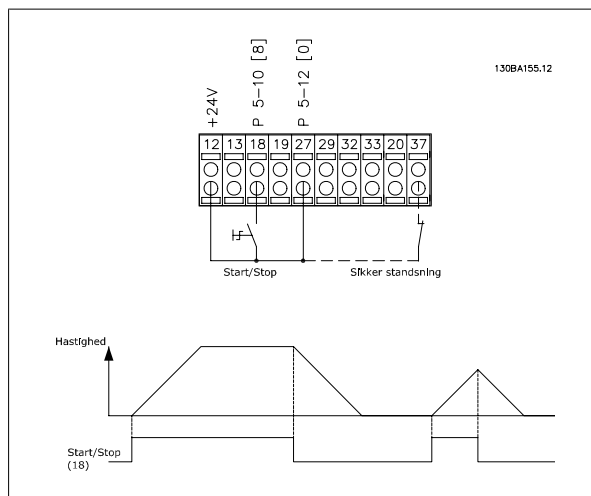 130BA155.12
+24V
P 5-10 [8]
P 5-12 [0]
12 13 18 19 27 29 32 33 20 37
Start/Stop
Sikker standsning
Hastighed
Start/Stop
(18)